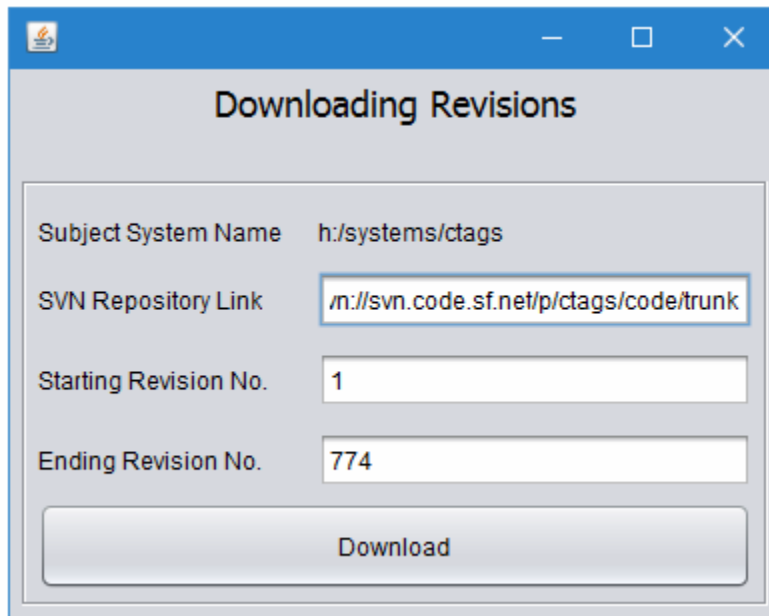 Downloading Revisions
Subject System Name h:/systems/ctags
SVN Repository Link vn://svn.code.sf.net/p/ctags/code/trunk
Starting Revision No. 1
Ending Revision No. 774
Download